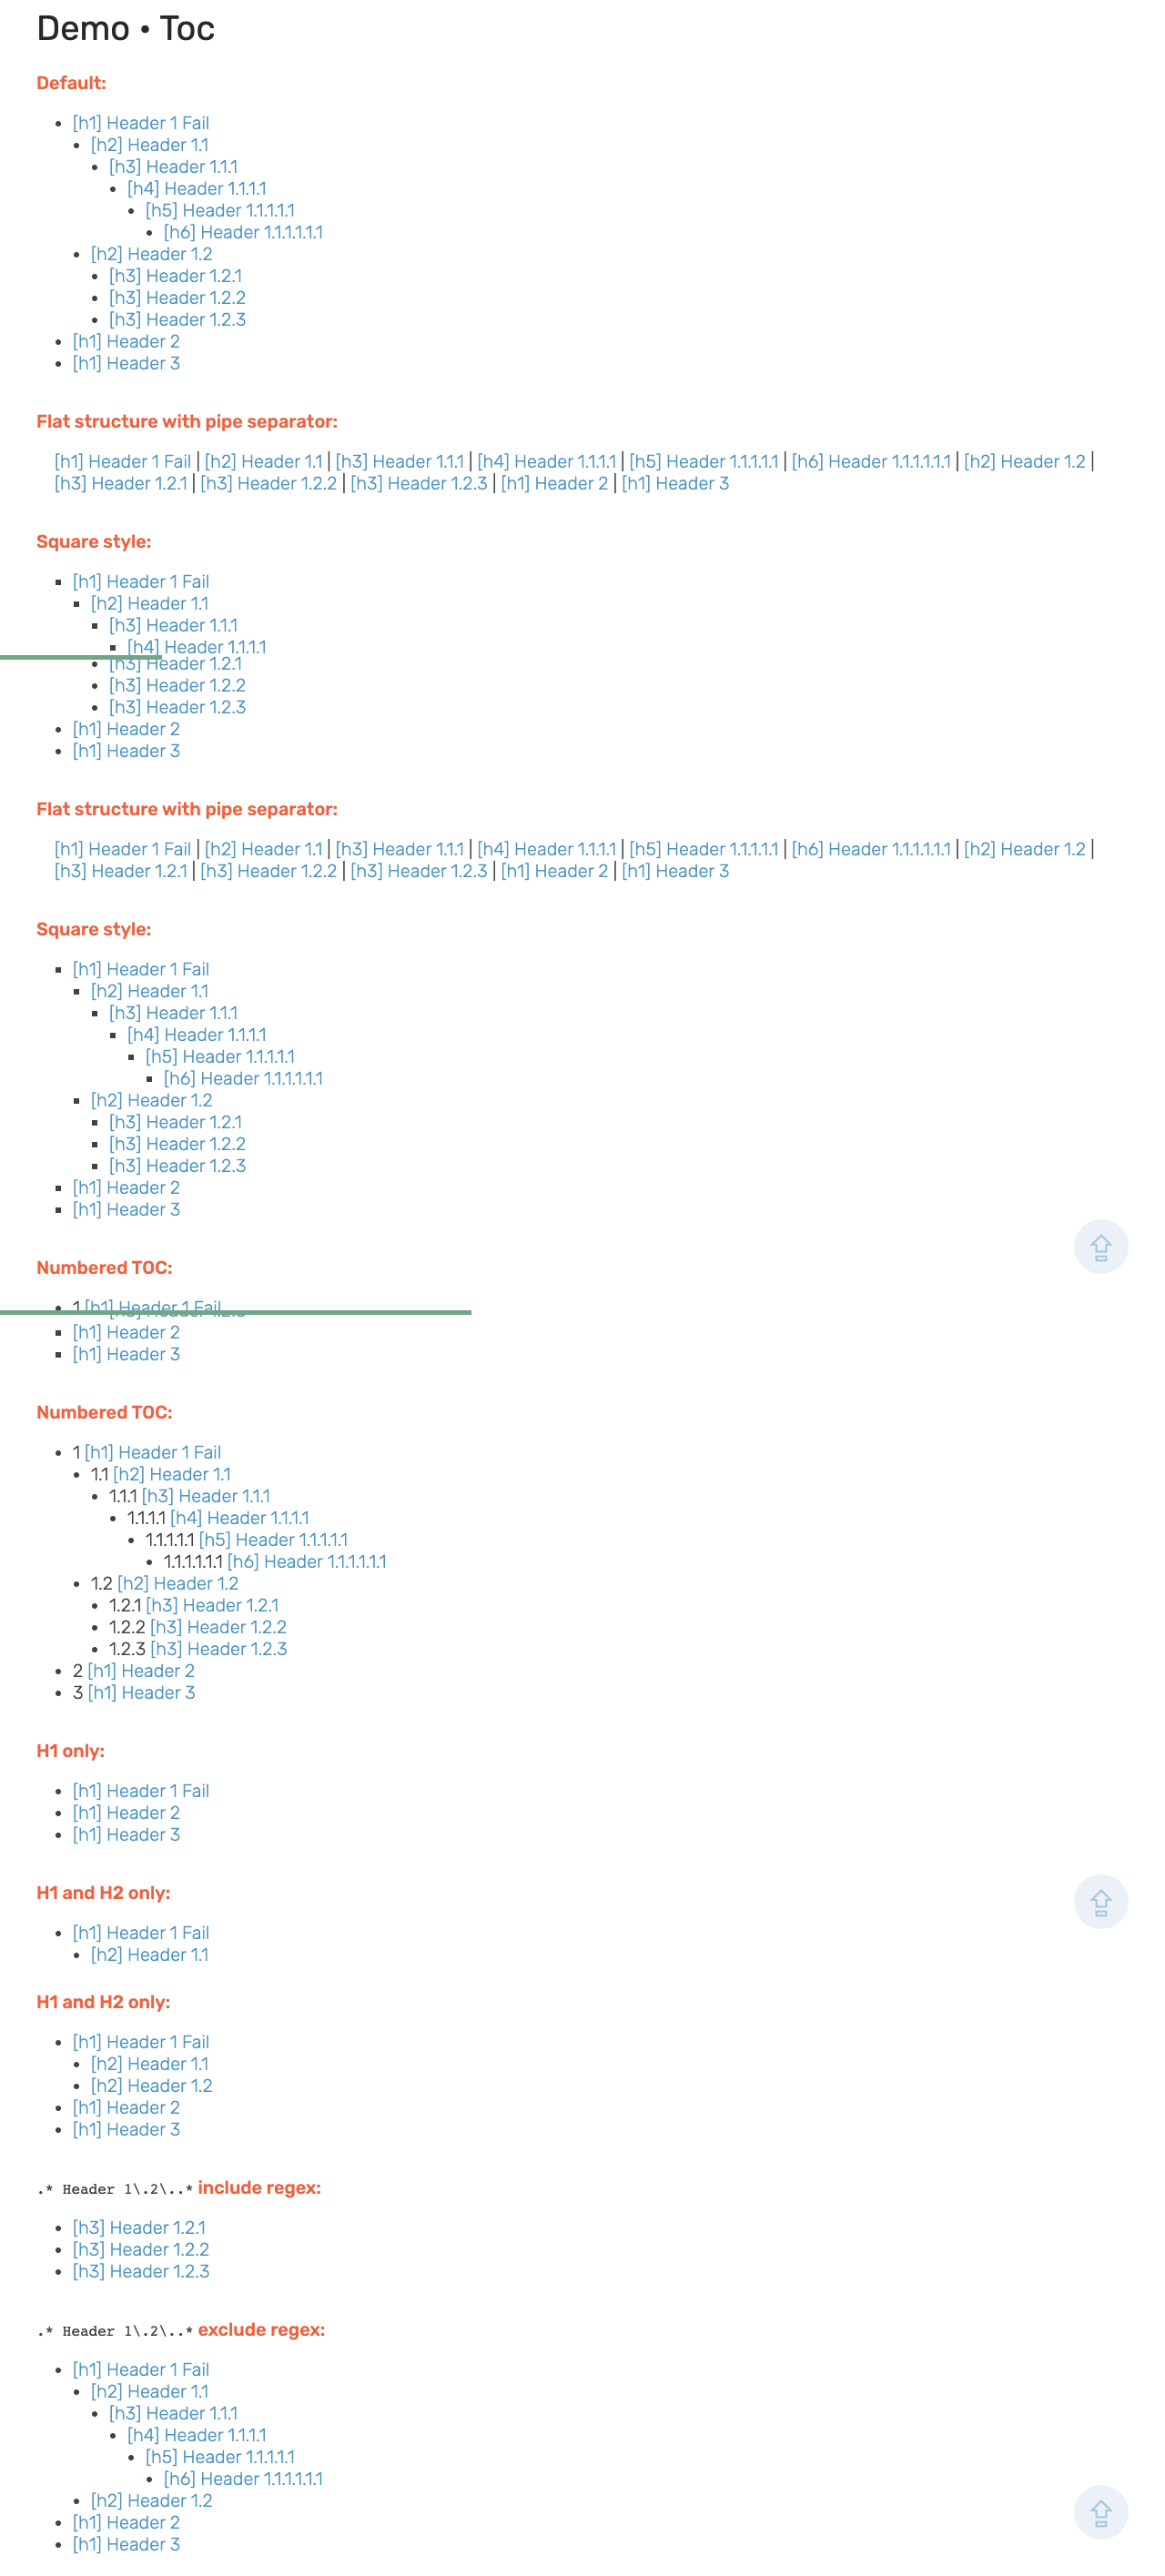 Demo • Toc
Default:
[h1] Header 1 Fail
[h2] Header 1.1
[h3] Header 1.1.1
[h4] Header 1.1.1.1
[h5] Header 1.1.1.1.1
[h6] Header 1.1.1.1.1.1
[h2] Header 1.2
[h3] Header 1.2.1
[h3] Header 1.2.2
[h3] Header 1.2.3
[h1] Header 2
[h1] Header 3
Flat structure with pipe separator:
[h1] Header 1 Fail | [h2] Header 1.1 | [h3] Header 1.1.1 | [h4] Header 1.1.1.1 | [h5] Header 1.1.1.1.1 | [h6] Header 1.1.1.1.1.1 | [h2] Header 1.2 |
[h3] Header 1.2.1 | [h3] Header 1.2.2 | [h3] Header 1.2.3 | [h1] Header 2 | [h1] Header 3
Square style:
[h1] Header 1 Fail
[h2] Header 1.1
[h3] Header 1.1.1
[h4] Header 1.1.1.1
[h3] Header 1.2.1
[h3] Header 1.2.2
[h3] Header 1.2.3
[h1] Header 2
[h1] Header 3
Flat structure with pipe separator:
[h1] Header 1 Fail | [h2] Header 1.1 | [h3] Header 1.1.1 | [h4] Header 1.1.1.1 | [h5] Header 1.1.1.1.1 | [h6] Header 1.1.1.1.1.1 | [h2] Header 1.2 |
[h3] Header 1.2.1 | [h3] Header 1.2.2 | [h3] Header 1.2.3 | [h1] Header 2 | [h1] Header 3
Square style:
[h1] Header 1 Fail
[h2] Header 1.1
[h3] Header 1.1.1
[h4] Header 1.1.1.1
[h5] Header 1.1.1.1.1
[h6] Header 1.1.1.1.1.1
[h2] Header 1.2
[h3] Header 1.2.1
[h3] Header 1.2.2
[h3] Header 1.2.3
[h1] Header 2
[h1] Header 3
Numbered TOC:
1 [h1] Header 1 Fail
[h1] Header 2
[h1] Header 3
Numbered TOC:
1 [h1] Header 1 Fail
1.1 [h2] Header 1.1
1.1.1 [h3] Header 1.1.1
1.1.1.1 [h4] Header 1.1.1.1
1.1.1.1.1 [h5] Header 1.1.1.1.1
1.1.1.1.1.1 [h6] Header 1.1.1.1.1.1
1.2 [h2] Header 1.2
1.2.1 [h3] Header 1.2.1
1.2.2 [h3] Header 1.2.2
1.2.3 [h3] Header 1.2.3
2 [h1] Header 2
3 [h1] Header 3
H1 only:
[h1] Header 1 Fail
[h1] Header 2
[h1] Header 3
H1 and H2 only:
[h1] Header 1 Fail
[h2] Header 1.1
H1 and H2 only:
[h1] Header 1 Fail
[h2] Header 1.1
[h2] Header 1.2
[h1] Header 2
[h1] Header 3
.* Header 1\.2\..* include regex:
[h3] Header 1.2.1
[h3] Header 1.2.2
[h3] Header 1.2.3
.* Header 1\.2\..* exclude regex:
[h1] Header 1 Fail
[h2] Header 1.1
[h3] Header 1.1.1
[h4] Header 1.1.1.1
[h5] Header 1.1.1.1.1
[h6] Header 1.1.1.1.1.1
[h2] Header 1.2
[h1] Header 2
[h1] Header 3